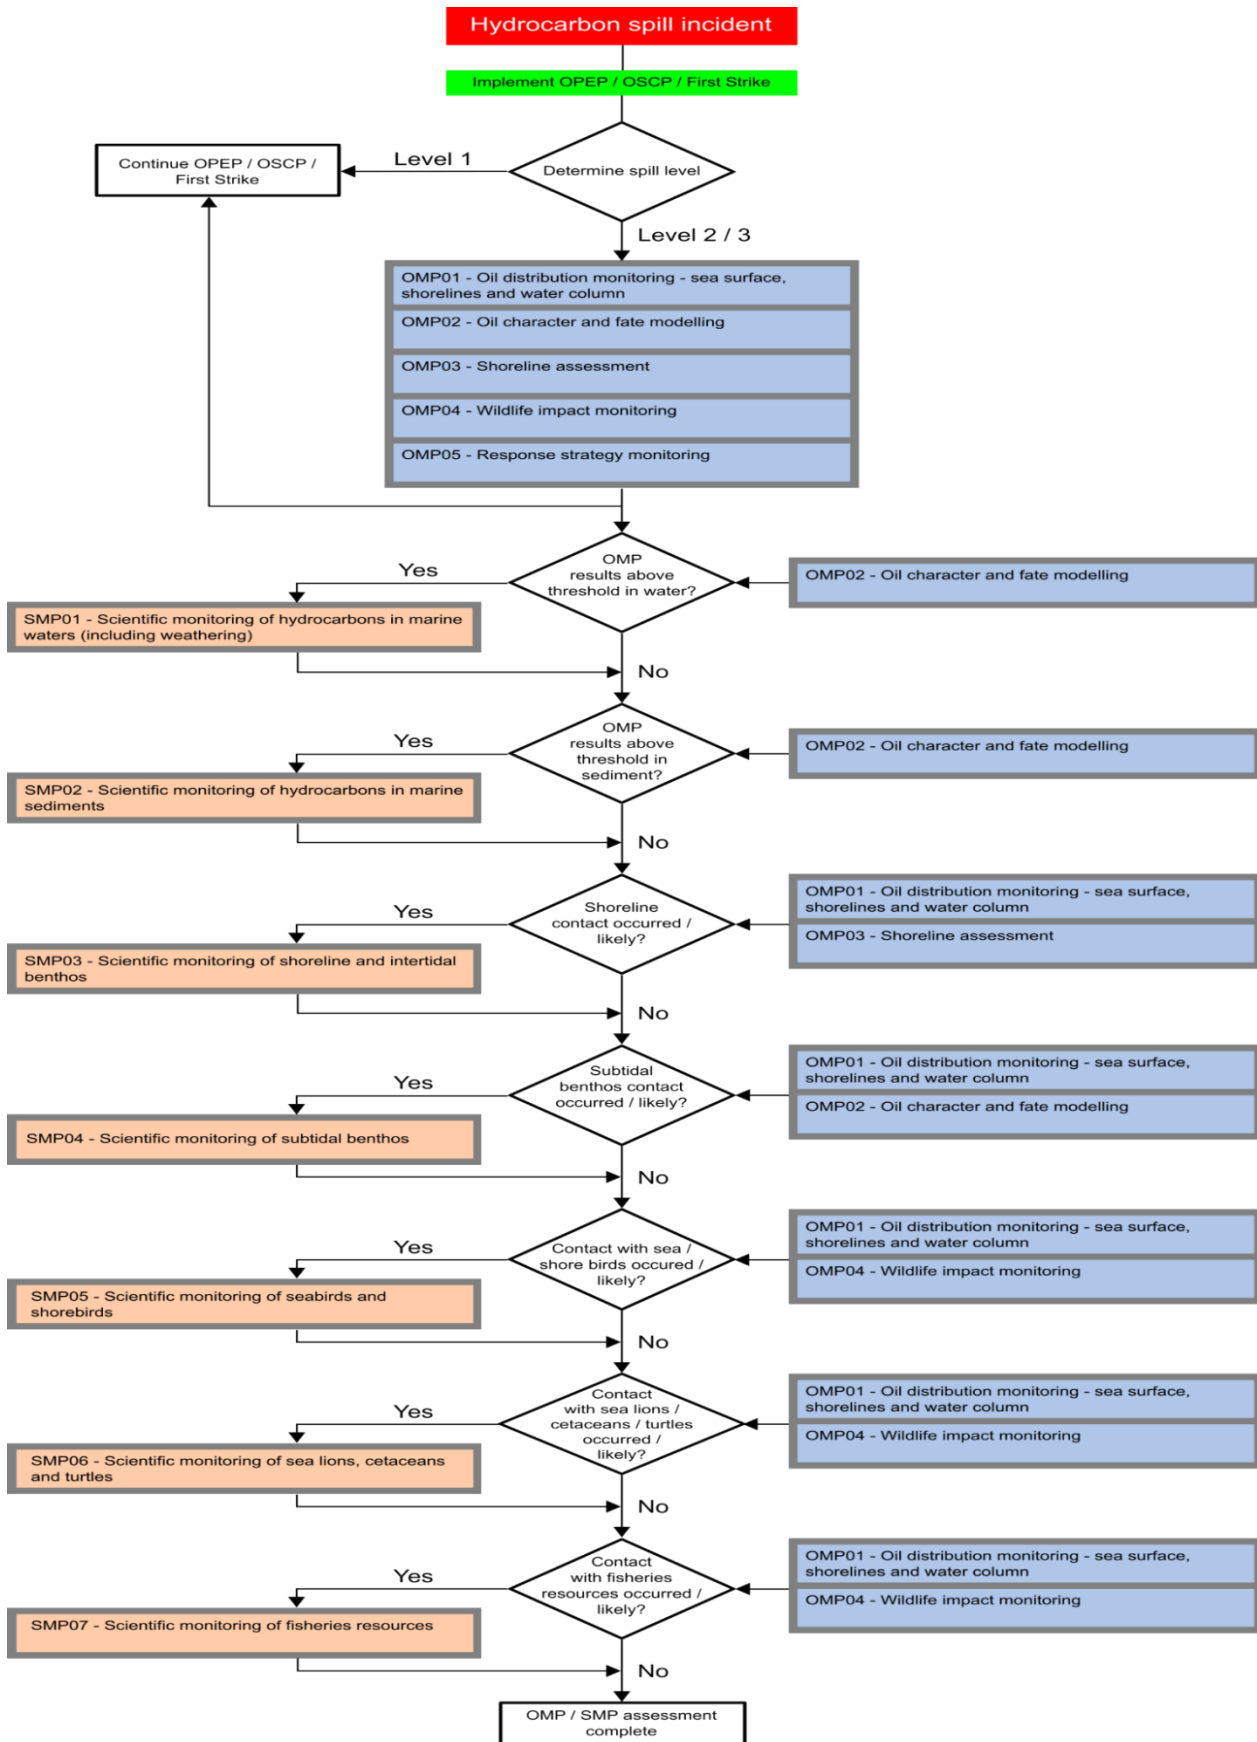 Hydrocarbon spill incident
Implement OPEP / OSCP / First Strike
Determine spill level
Level 1
Continue OPEP / OSCP /
First Strike
Level 2 / 3
OMP01 - Oil distribution monitoring - sea surface,
shorelines and water column
OMP02 - Oil character and fate modelling
OMP03 - Shoreline assessment
OMP04 - Wildlife impact monitoring
OMP05 - Response strategy monitoring
OMP
results above
threshold in water?
OMP02 - Oil character and fate modelling
Yes
SMP01 - Scientific monitoring of hydrocarbons in marine
waters (including weathering)
No
OMP
results above
threshold in
sediment?
OMP02 - Oil character and fate modelling
Yes
SMP02 - Scientific monitoring of hydrocarbons in marine
sediments
No
Shoreline
contact occurred /
likely?
OMP01 - Oil distribution monitoring - sea surface,
shorelines and water column
OMP03 - Shoreline assessment
Yes
SMP03 - Scientific monitoring of shoreline and intertidal
benthos
No
Subtidal
benthos contact
occurred / likely?
OMP01 - Oil distribution monitoring - sea surface,
shorelines and water column
OMP02 - Oil character and fate modelling
Yes
SMP04 - Scientific monitoring of subtidal benthos
No
Contact with sea /
shore birds occured /
likely?
OMP01 - Oil distribution monitoring - sea surface,
shorelines and water column
OMP04 - Wildlife impact monitoring
Yes
SMP05 - Scientific monitoring of seabirds and
shorebirds
No
Contact
with sea lions /
cetaceans / turtles
occurred /
likely?
OMP01 - Oil distribution monitoring - sea surface,
shorelines and water column
OMP04 - Wildlife impact monitoring
Yes
SMP06 - Scientific monitoring of sea lions, cetaceans
and turtles
No
Contact
with fisheries
resources occurred /
likely?
OMP01 - Oil distribution monitoring - sea surface,
shorelines and water column
OMP04 - Wildlife impact monitoring
Yes
SMP07 - Scientific monitoring of fisheries resources
No
OMP / SMP assessment
complete